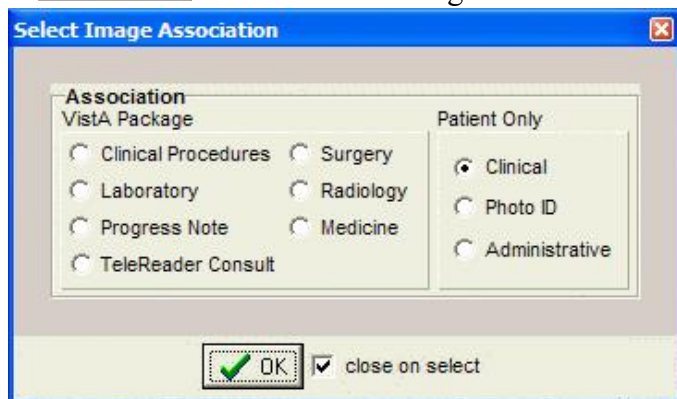 Select Image Association
Association
VistA Package
Patient Only
Clinical Procedures
Surgery
Laboratory
Radiology
Progress Note
Medicine
TeleReader Consult
Clinical
Photo ID
Administrative
OK
close on select